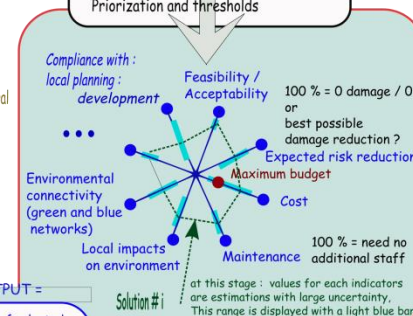 Priorization and thresholds
Compliance with :
local planning :
development
Feasibility /
Acceptability
100 % = 0 damage / 0
or
best possible
damage reduction ?
Expected risk reduction
Maximum budget
Environmental
connectivity
(green and blue
networks)
Cost
Local impacts
on environment
Maintenance
100 % = need no
additional staff
Solution # i
at this stage : values for each indicators
are estimations with large uncertainty,
This range is displayed with a light blue bar